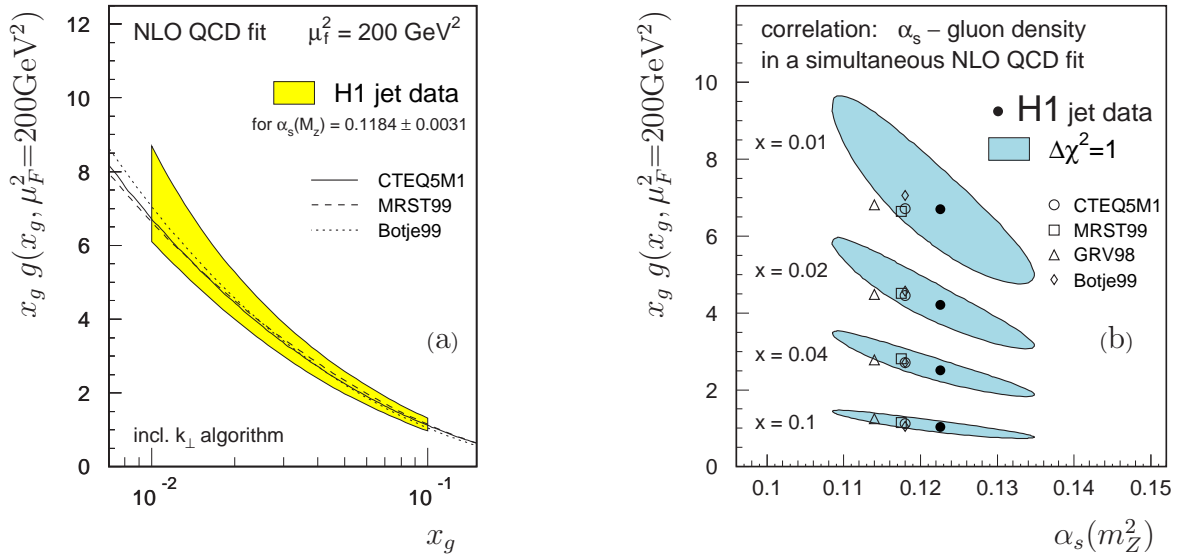 NLO QCD fit μ_f^2 = 200 GeV^2
H1 jet data
for α_s(M_z) = 0.1184 ± 0.0031
CTEQ5M1
MRST99
Botje99
(a)
incl. k_⊥ algorithm
x_g g(x_g, μ_F^2=200GeV^2)
12
10
8
6
4
2
0
10^-2
10^-1
x_g
correlation: α_s – gluon density
in a simultaneous NLO QCD fit
H1 jet data
Δχ^2=1
x = 0.01
CTEQ5M1
MRST99
GRV98
Botje99
x = 0.02
(b)
x = 0.04
x = 0.1
x_g g(x_g, μ_F^2=200GeV^2)
10
8
6
4
2
0
0.1
0.11
0.12
0.13
0.14
0.15
α_s(m_Z^2)